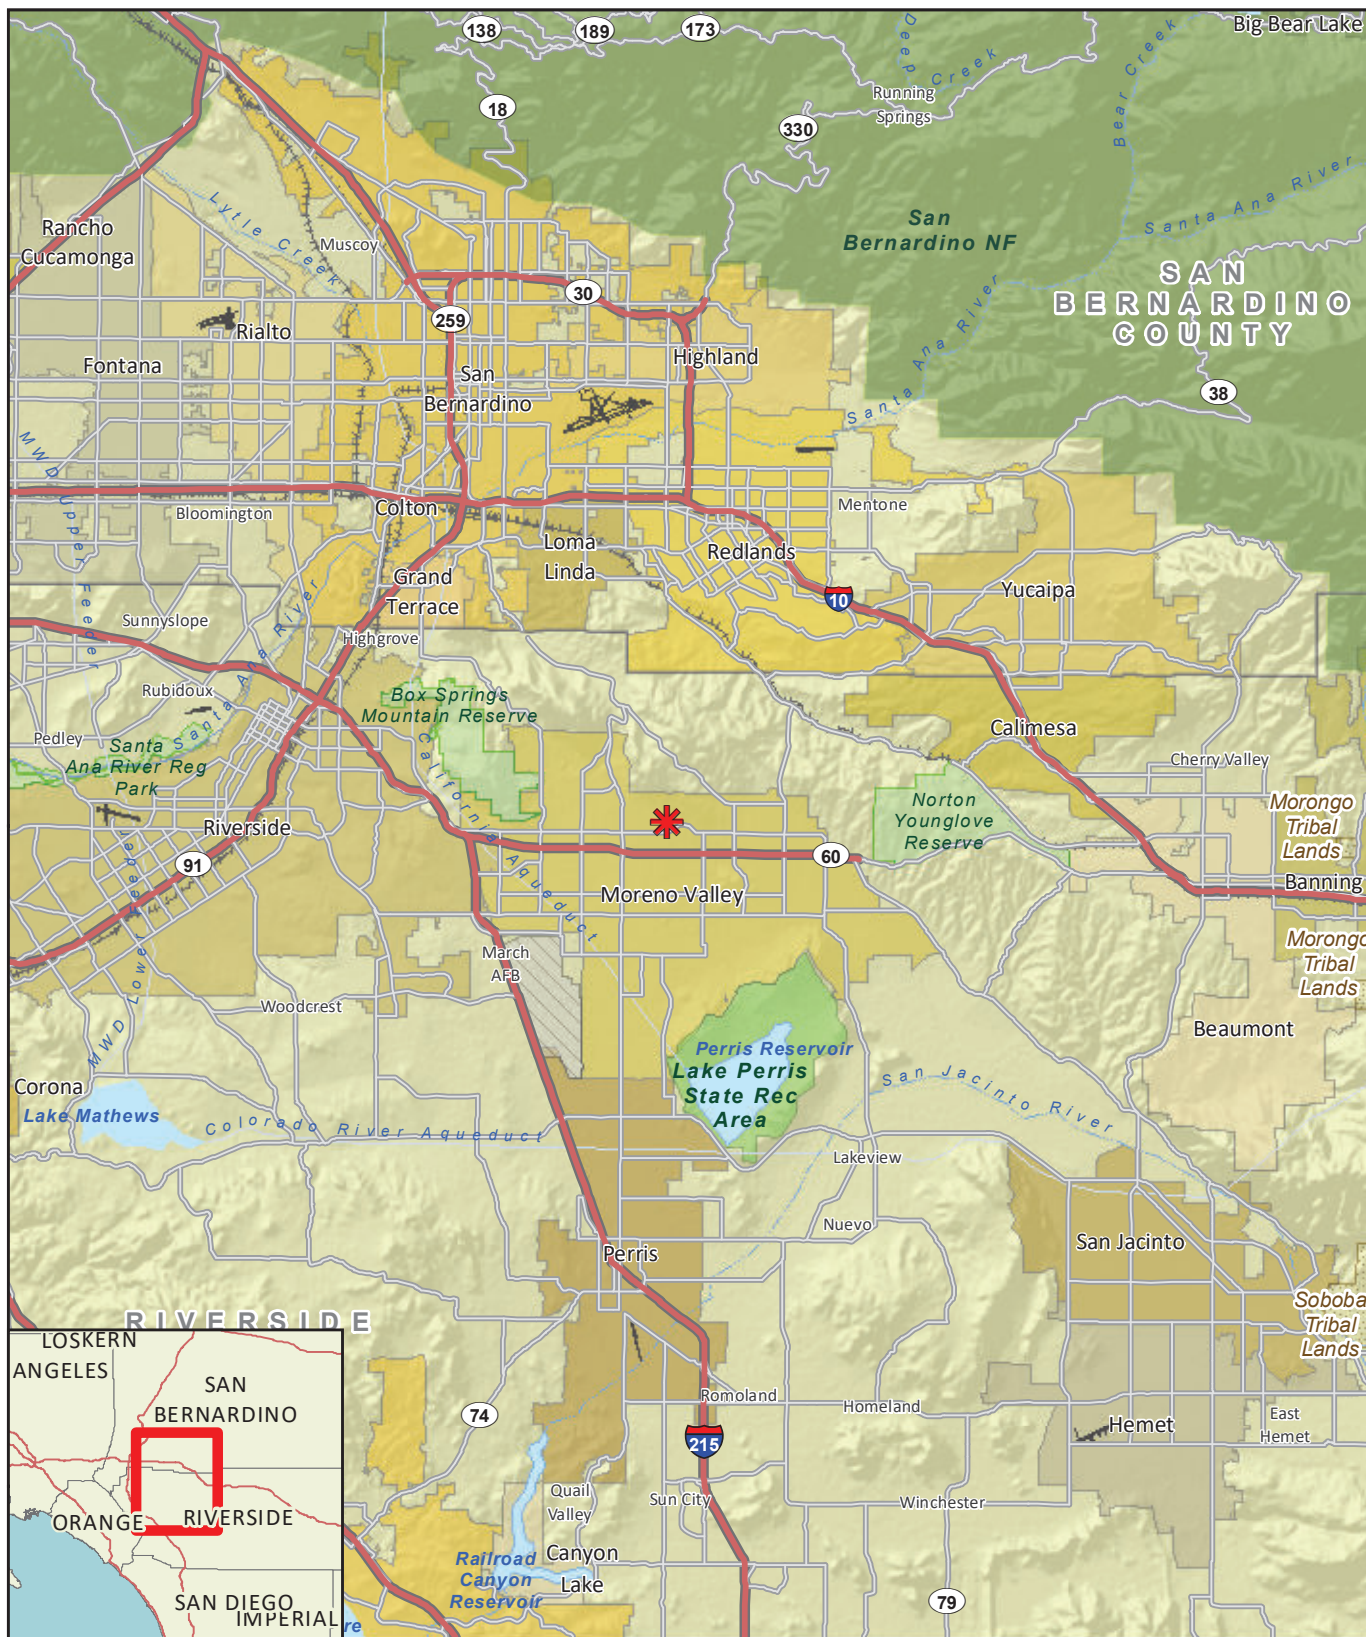 138
189
173
Big Bear Lake
Deep
Creek
Bear Creek
18
Running
Springs
330
Santa Ana River
Lytle Creek
Rancho
Cucamonga
Muscoy
San
Bernardino NF
SAN
BERNARDINO
COUNTY
30
259
Rialto
Santa Ana River
Fontana
Highland
San
Bernardino
38
MWD Upper Feeder
Bloomington
Colton
Mentone
Loma
Linda
Redlands
Grand
Terrace
10
Yucaipa
Sunnyslope
Santa Ana River
Highgrove
Rubidoux
Box Springs
Mountain Reserve
Pedley
Santa
Ana River Reg
Park
California Aqueduct
Calimesa
Cherry Valley
Norton
Younglove
Reserve
Morongo
Tribal
Lands
Riverside
91
60
Moreno Valley
Banning
March
AFB
Morongo
Tribal
Lands
MWD Lower Feeder
Woodcrest
Beaumont
Perris Reservoir
Lake Perris
State Rec
Area
San Jacinto River
Corona
Lake Mathews
Colorado River Aqueduct
Lakeview
Nuevo
San Jacinto
Perris
RIVERSIDE
Soboba
Tribal
Lands
LOS
KERN
ANGELES
SAN
BERNARDINO
ORANGE
RIVERSIDE
SAN DIEGO
IMPERIAL
Romoland
Homeland
74
Hemet
East
Hemet
215
Quail
Valley
Sun City
Winchester
Railroad
Canyon
Reservoir
Canyon
Lake
79
re